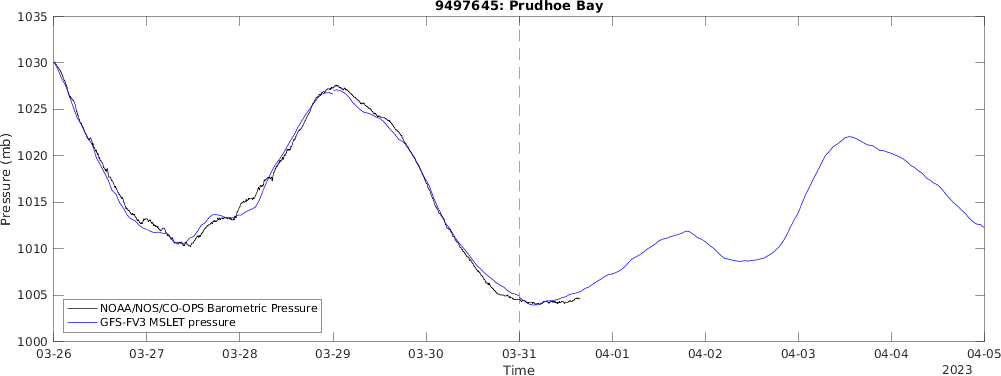 9497645: Prudhoe Bay
1035
1030
1025
1020
1015
1010
1005
1000
Pressure (mb)
NOAA/NOS/CO-OPS Barometric Pressure
GFS-FV3 MSLET pressure
03-26 03-27 03-28 03-29 03-30 03-31 04-01 04-02 04-03 04-04 04-05
Time
2023